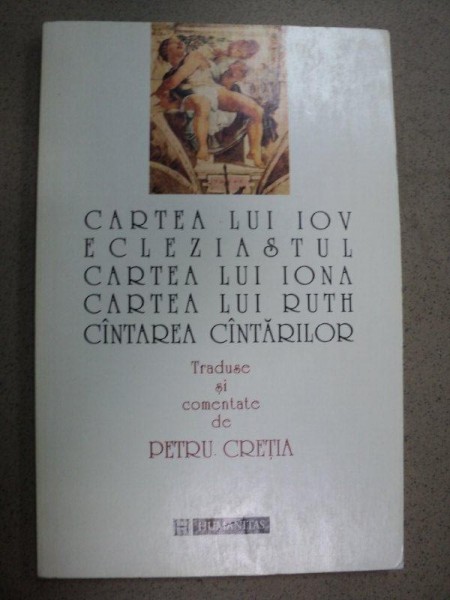 CARTEA LUI IOV
ECLEZIASTUL
CARTEA LUI IONA
CARTEA LUI RUTH
CÎNTAREA CÎNTĂRILOR
Traduse
și
comentate
de
PETRU CREȚIA
H HUMANITAS